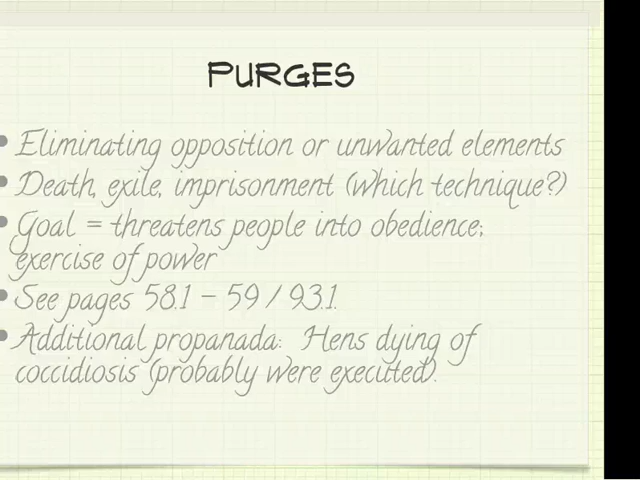 PURGES
• Eliminating opposition or unwanted elements
• Death, exile, imprisonment (which technique?)
• Goal = threatens people into obedience;
exercise of power
• See pages 58.1 – 59 / 93.1.
• Additional propanada: Hens dying of
coccidiosis (probably were executed).